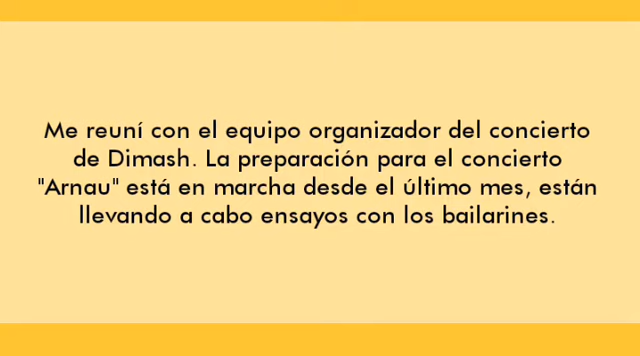 Me reuní con el equipo organizador del concierto
de Dimash. La preparación para el concierto
"Arnau" está en marcha desde el último mes, están
llevando a cabo ensayos con los bailarines.